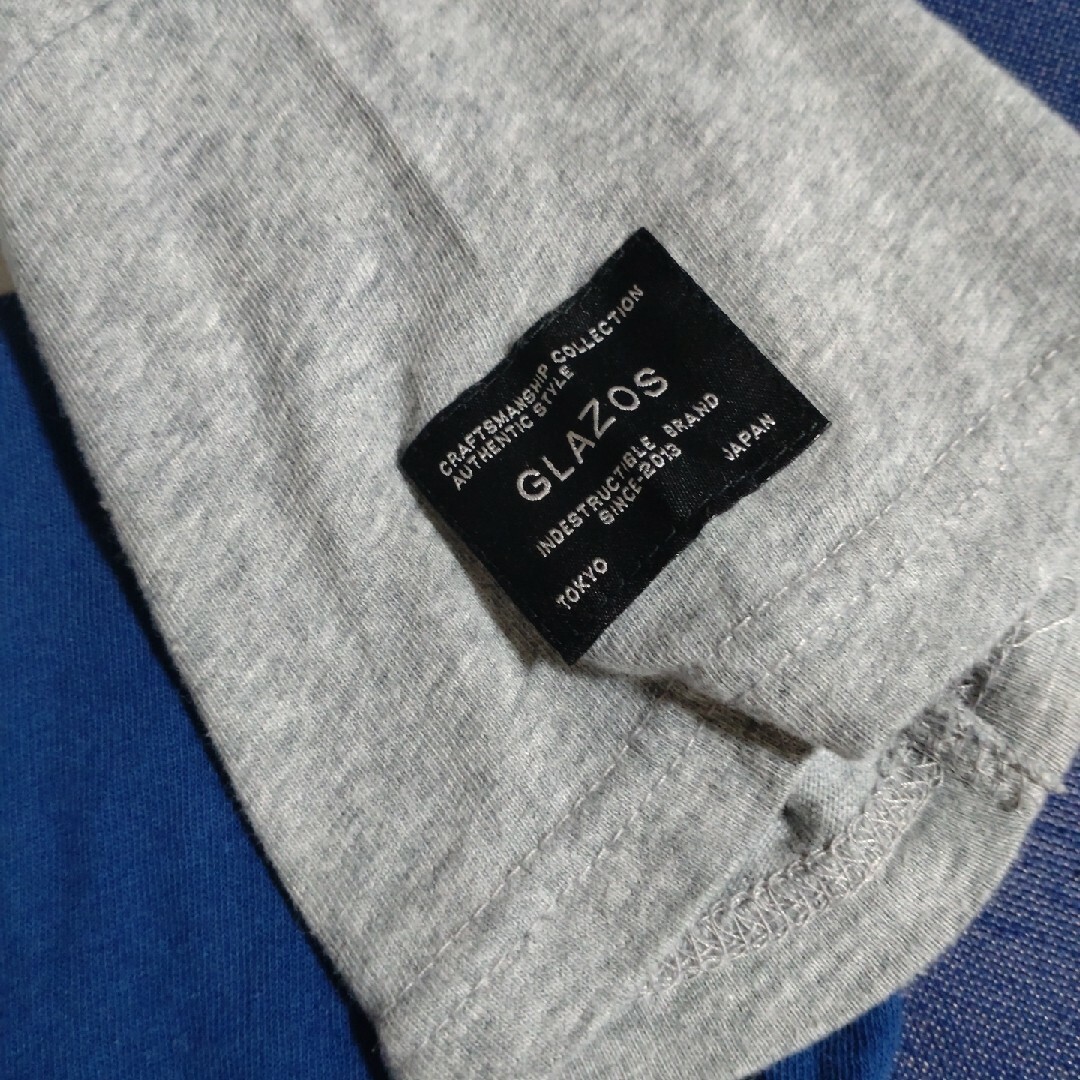 CRAFTSMANSHIP COLLECTION
AUTHENTIC STYLE
GLAZOS
INDESTRUCTIBLE BRAND
SINCE-2013
TOKYO JAPAN